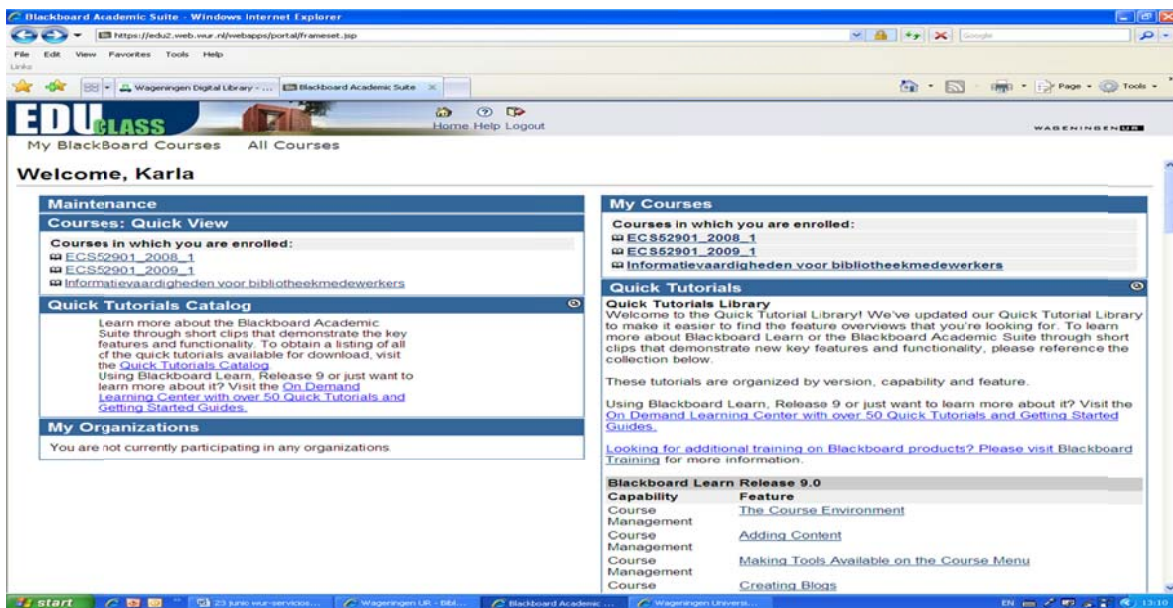 Blackboard Academic Suite - Windows Internet Explorer
https://edu2.web.wur.nl/webapps/portal/frameset.jsp
Google
File Edit View Favorites Tools Help
Links
Wageningen Digital Library - ... Blackboard Academic Suite
Page Tools
EDUCLASS
Home Help Logout
WAGENINGEN UR
My BlackBoard Courses All Courses
Welcome, Karla
Maintenance
Courses: Quick View
Courses in which you are enrolled:
ECS52901_2008_1
ECS52901_2009_1
Informatievaardigheden voor bibliotheekmedewerkers
Quick Tutorials Catalog
Learn more about the Blackboard Academic
Suite through short clips that demonstrate the key
features and functionality. To obtain a listing of all
of the quick tutorials available for download, visit
the Quick Tutorials Catalog
Using Blackboard Learn, Release 9 or just want to
learn more about it? Visit the On Demand
Learning Center with over 50 Quick Tutorials and
Getting Started Guides.
My Organizations
You are not currently participating in any organizations.
My Courses
Courses in which you are enrolled:
ECS52901_2008_1
ECS52901_2009_1
Informatievaardigheden voor bibliotheekmedewerkers
Quick Tutorials
Quick Tutorials Library
Welcome to the Quick Tutorial Library! We've updated our Quick Tutorial Library
to make it easier to find the feature overviews that you're looking for. To learn
more about Blackboard Learn or the Blackboard Academic Suite through short
clips that demonstrate new key features and functionality, please reference the
collection below.
These tutorials are organized by version, capability and feature.
Using Blackboard Learn, Release 9 or just want to learn more about it? Visit the
On Demand Learning Center with over 50 Quick Tutorials and Getting Started
Guides.
Looking for additional training on Blackboard products? Please visit Blackboard
Training for more information.
Blackboard Learn Release 9.0
Capability Feature
Course The Course Environment
Management
Course Adding Content
Management
Course Making Tools Available on the Course Menu
Management
Course Creating Blogs
start 23 junio wur-servicios... Wageningen UR - Bibl... Blackboard Academic ... Wageningen Universi... EN 13:10